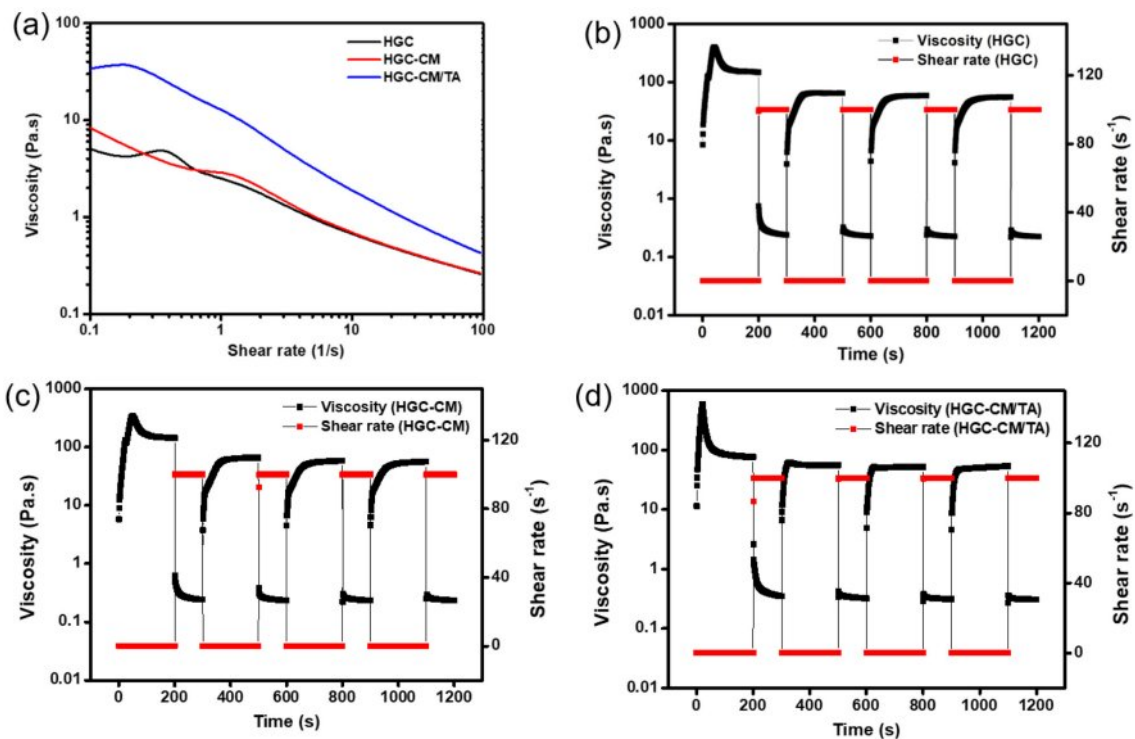 (a)
100
10
1
0.1
Viscosity (Pa.s)
HGC
HGC-CM
HGC-CM/TA
0.1
1
10
100
Shear rate (1/s)
(b)
1000
100
10
1
0.1
0.01
Viscosity (Pa.s)
Viscosity (HGC)
Shear rate (HGC)
120
80
40
0
Shear rate (s⁻¹)
0 200 400 600 800 1000 1200
Time (s)
(c)
1000
100
10
1
0.1
0.01
Viscosity (Pa.s)
Viscosity (HGC-CM)
Shear rate (HGC-CM)
120
80
40
0
Shear rate (s⁻¹)
0 200 400 600 800 1000 1200
Time (s)
(d)
1000
100
10
1
0.1
0.01
Viscosity (Pa.s)
Viscosity (HGC-CM/TA)
Shear rate (HGC-CM/TA)
120
80
40
0
Shear rate (s⁻¹)
0 200 400 600 800 1000 1200
Time (s)